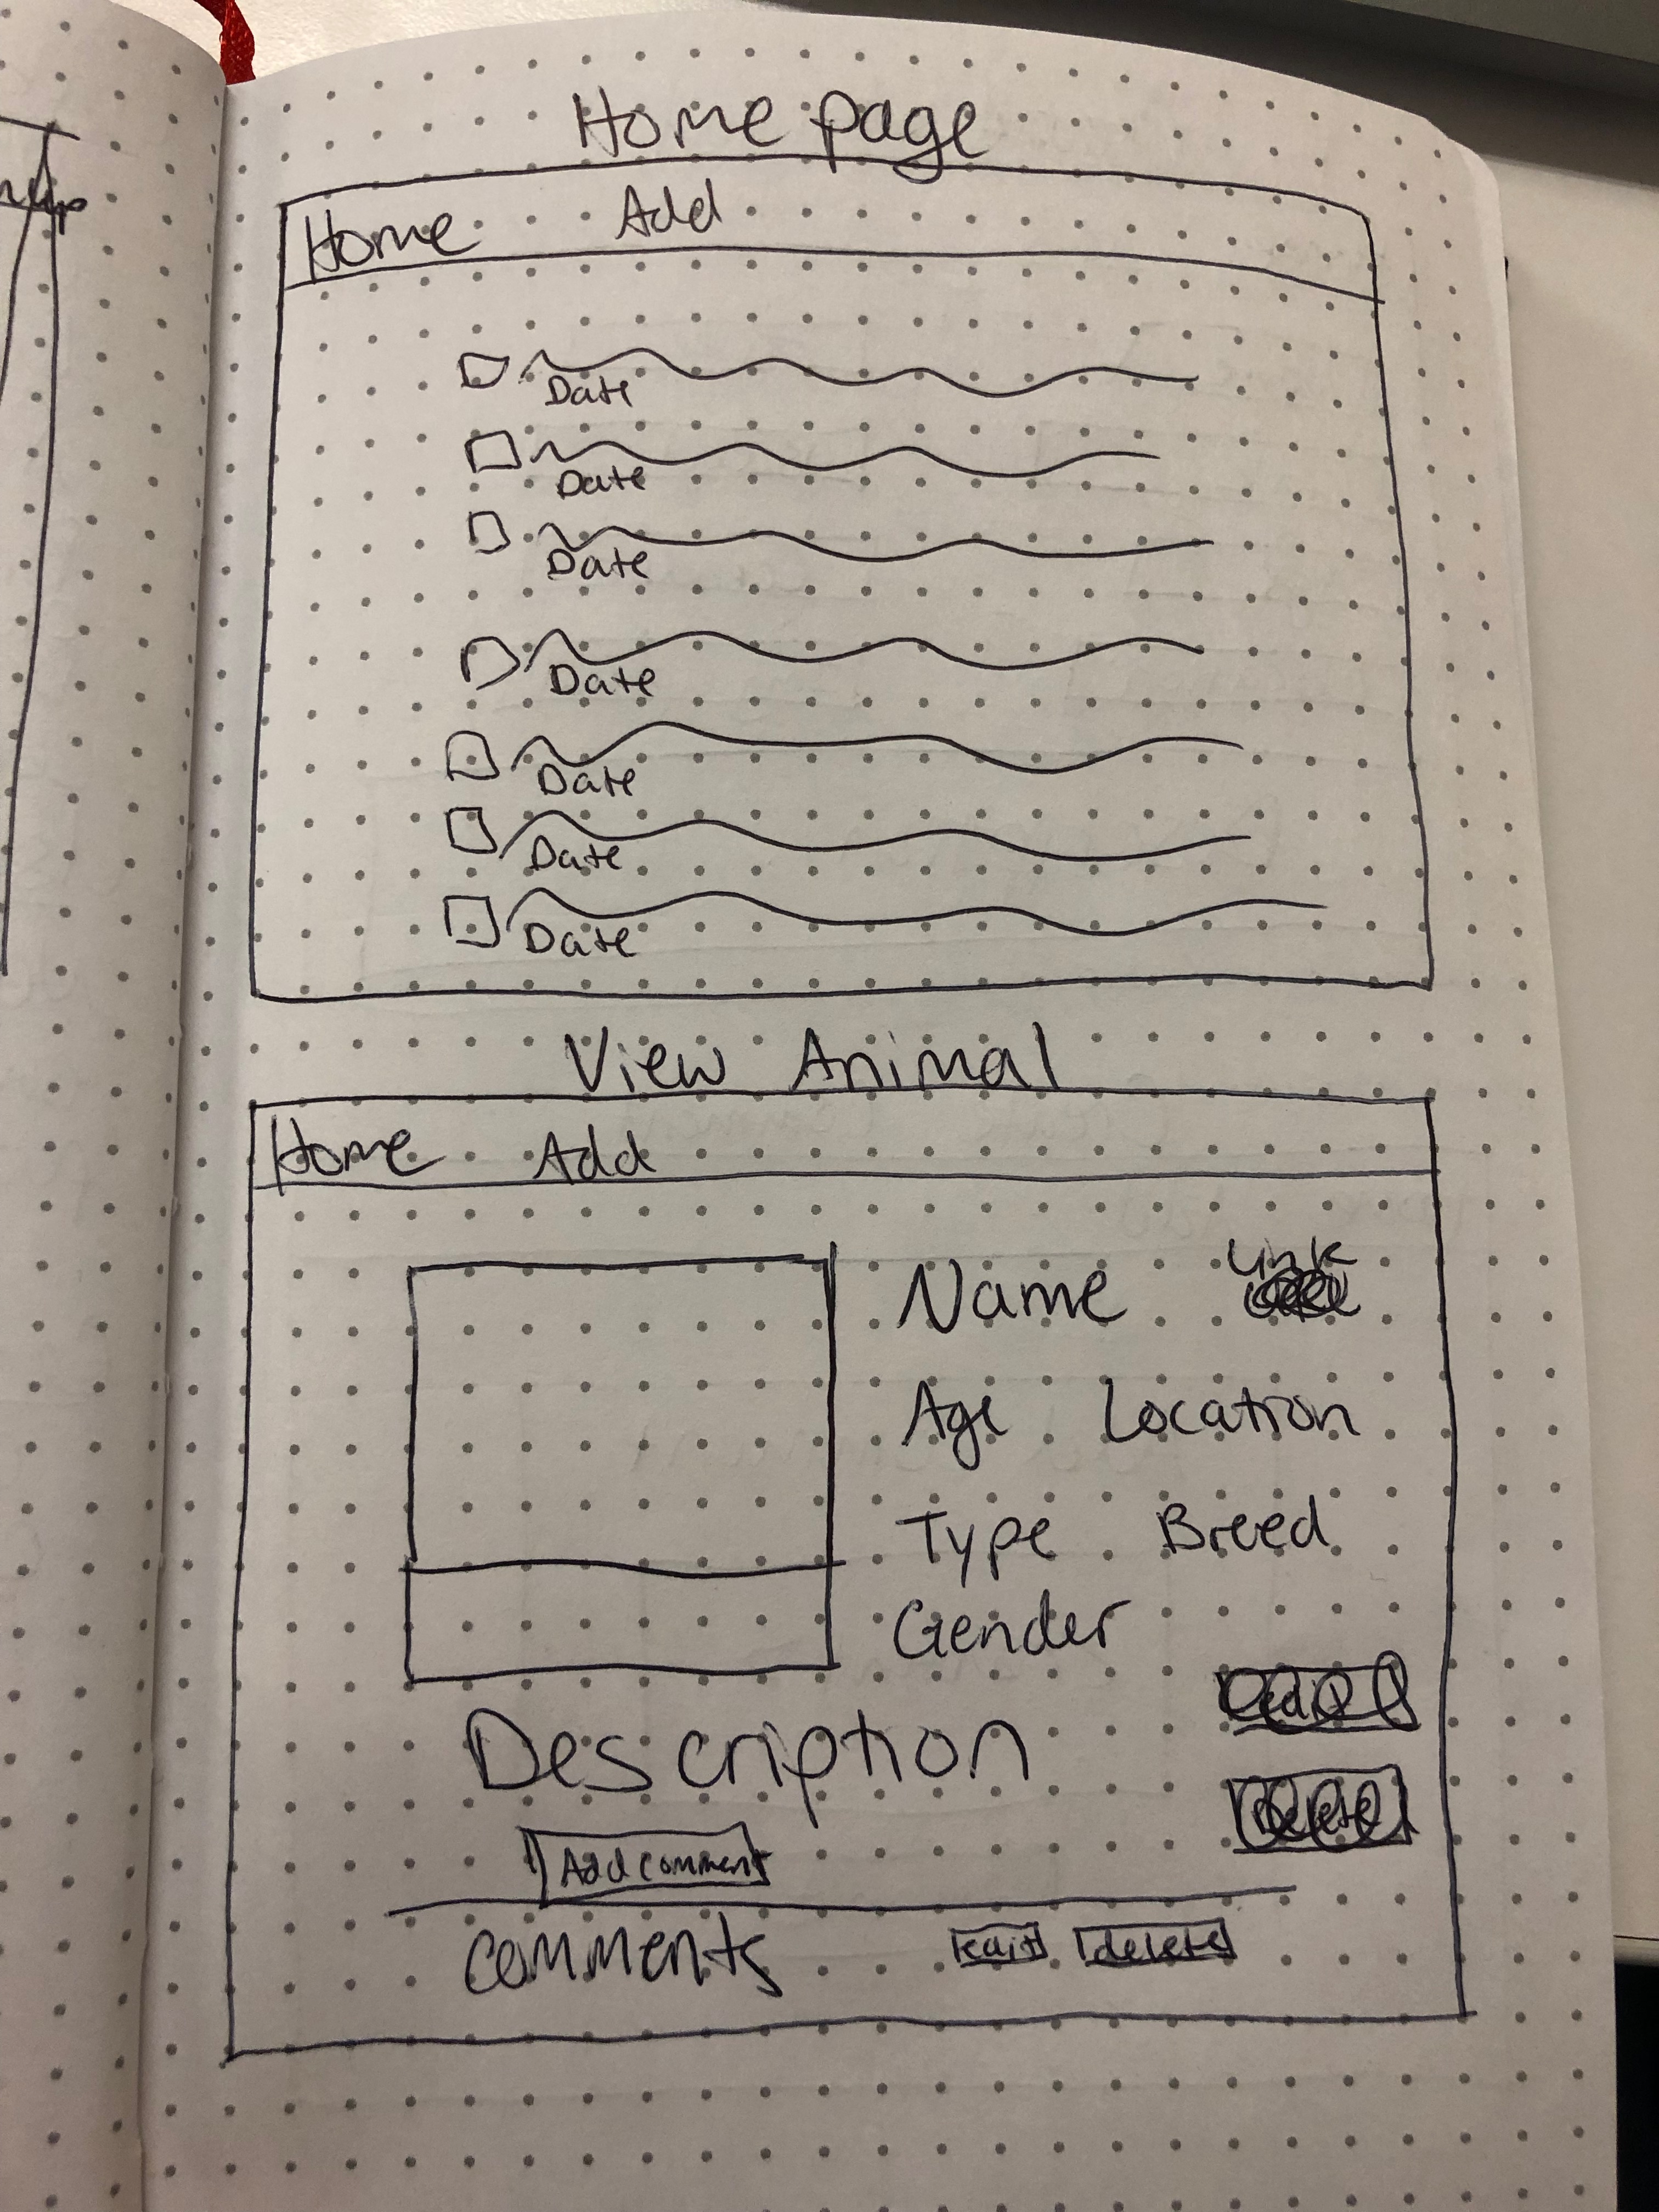 Home page
Home Add
Date
Date
Date
Date
Date
Date
Date
View Animal
Home Add
Name Link
Age Location
Type Breed
Gender
Description
Delete
Add comment
comments edit delete